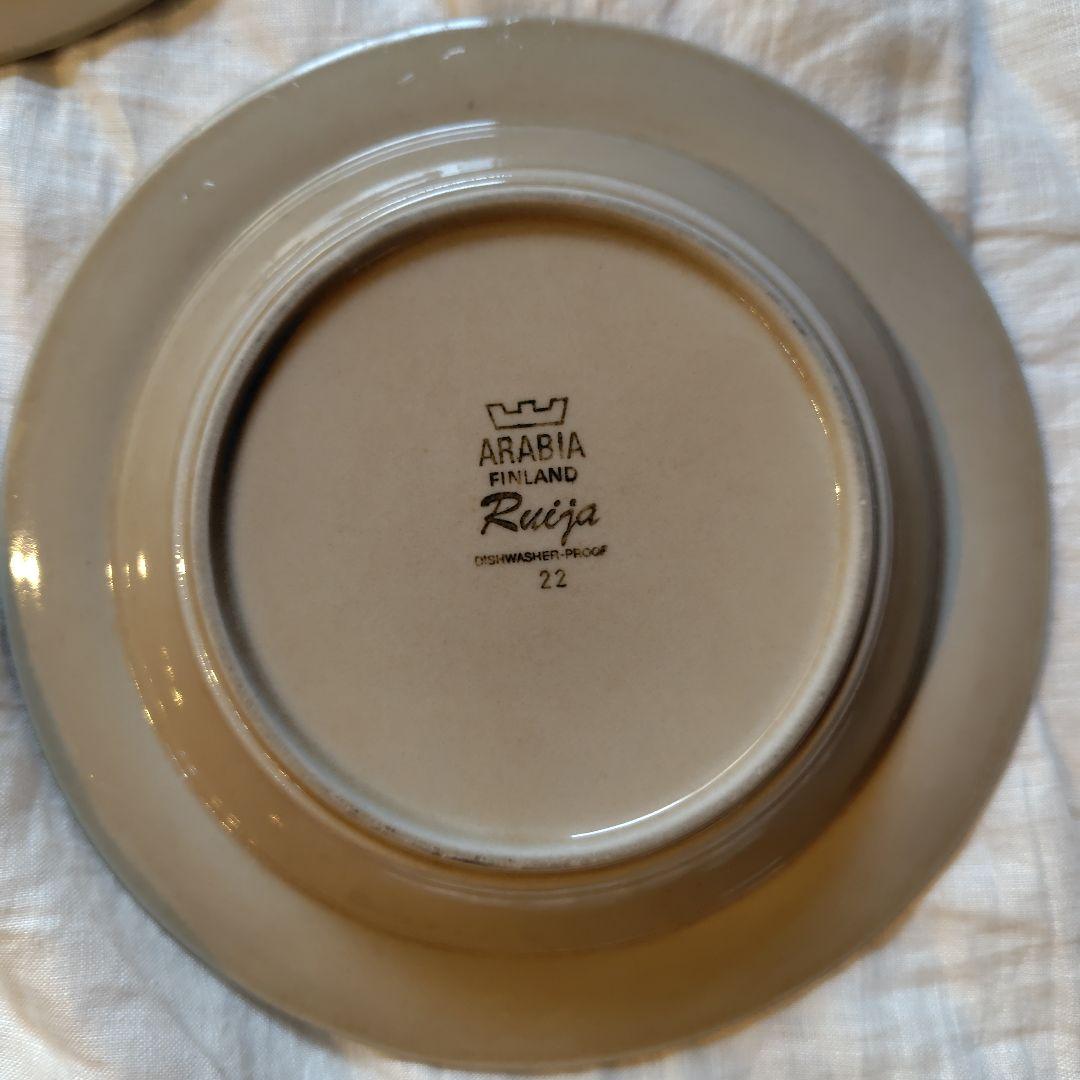 ARABIA
FINLAND
Ruija
DISHWASHER-PROOF
22